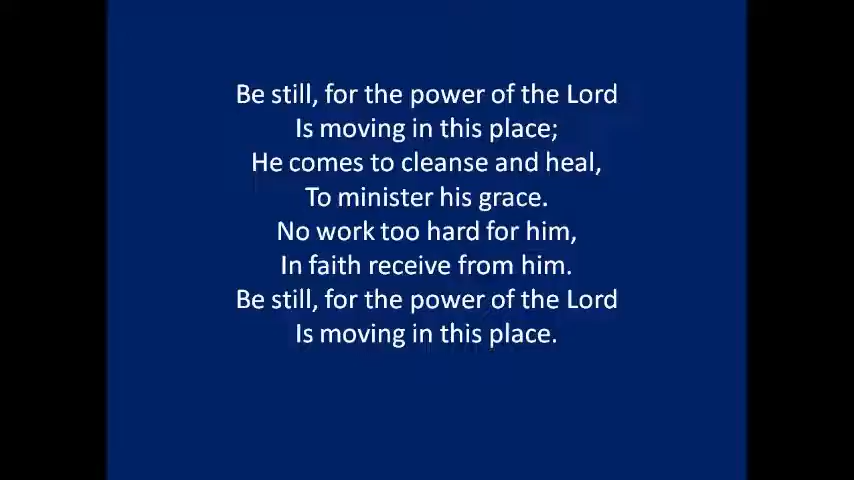 Be still, for the power of the Lord
Is moving in this place;
He comes to cleanse and heal,
To minister his grace.
No work too hard for him,
In faith receive from him.
Be still, for the power of the Lord
Is moving in this place.